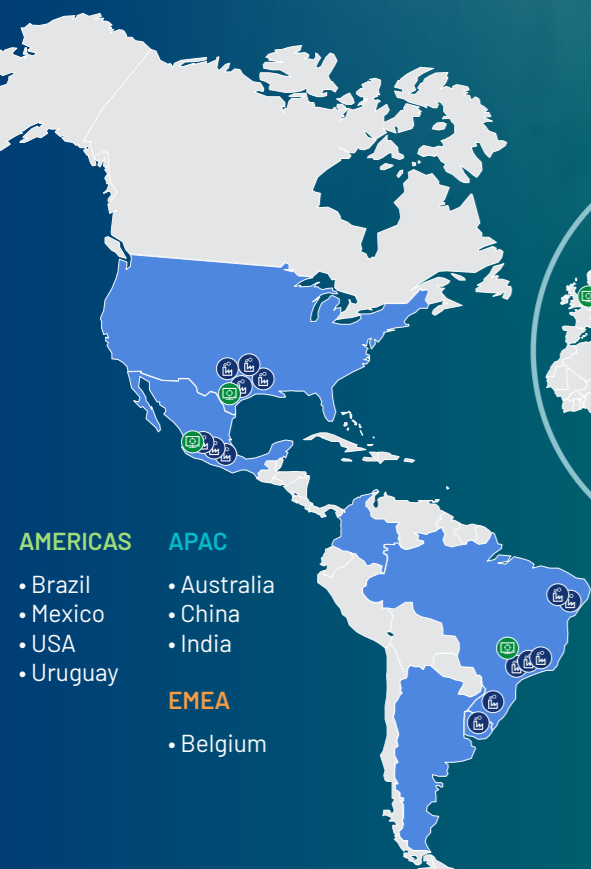 AMERICAS
• Brazil
• Mexico
• USA
• Uruguay
APAC
• Australia
• China
• India
EMEA
• Belgium